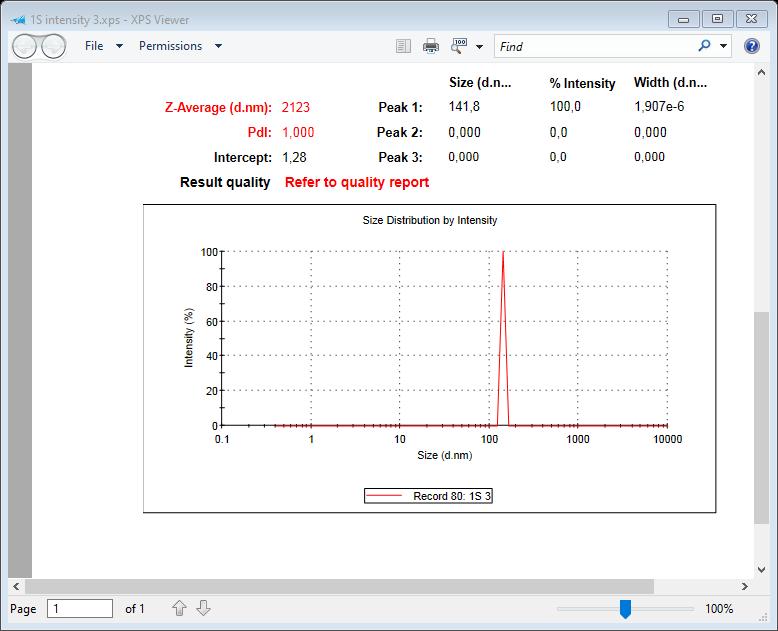 1S intensity 3.xps - XPS Viewer
File Permissions 100 Find ?
Size (d.n... % Intensity Width (d.n...
Z-Average (d.nm): 2123 Peak 1: 141,8 100,0 1,907e-6
PdI: 1,000 Peak 2: 0,000 0,0 0,000
Intercept: 1,28 Peak 3: 0,000 0,0 0,000
Result quality Refer to quality report
Size Distribution by Intensity
100
80
60
40
20
0
Intensity (%)
0.1 1 10 100 1000 10000
Size (d.nm)
Record 80: 1S 3
Page 1 of 1 100%